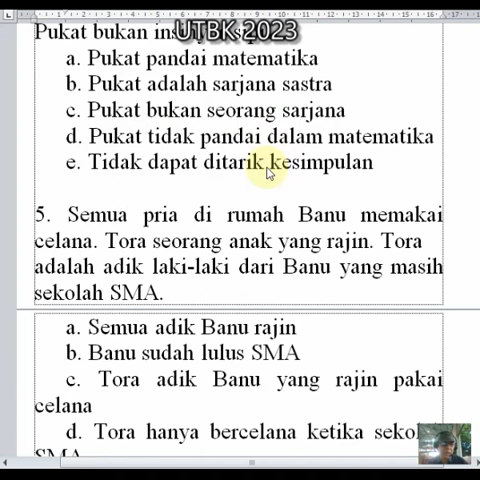 Pukat bukan
UTBK 2023
a. Pukat pandai matematika
b. Pukat adalah sarjana sastra
c. Pukat bukan seorang sarjana
d. Pukat tidak pandai dalam matematika
e. Tidak dapat ditarik kesimpulan
5. Semua pria di rumah Banu memakai
celana. Tora seorang anak yang rajin. Tora
adalah adik laki-laki dari Banu yang masih
sekolah SMA.
a. Semua adik Banu rajin
b. Banu sudah lulus SMA
c. Tora adik Banu yang rajin pakai
celana
d. Tora hanya bercelana ketika
SMA